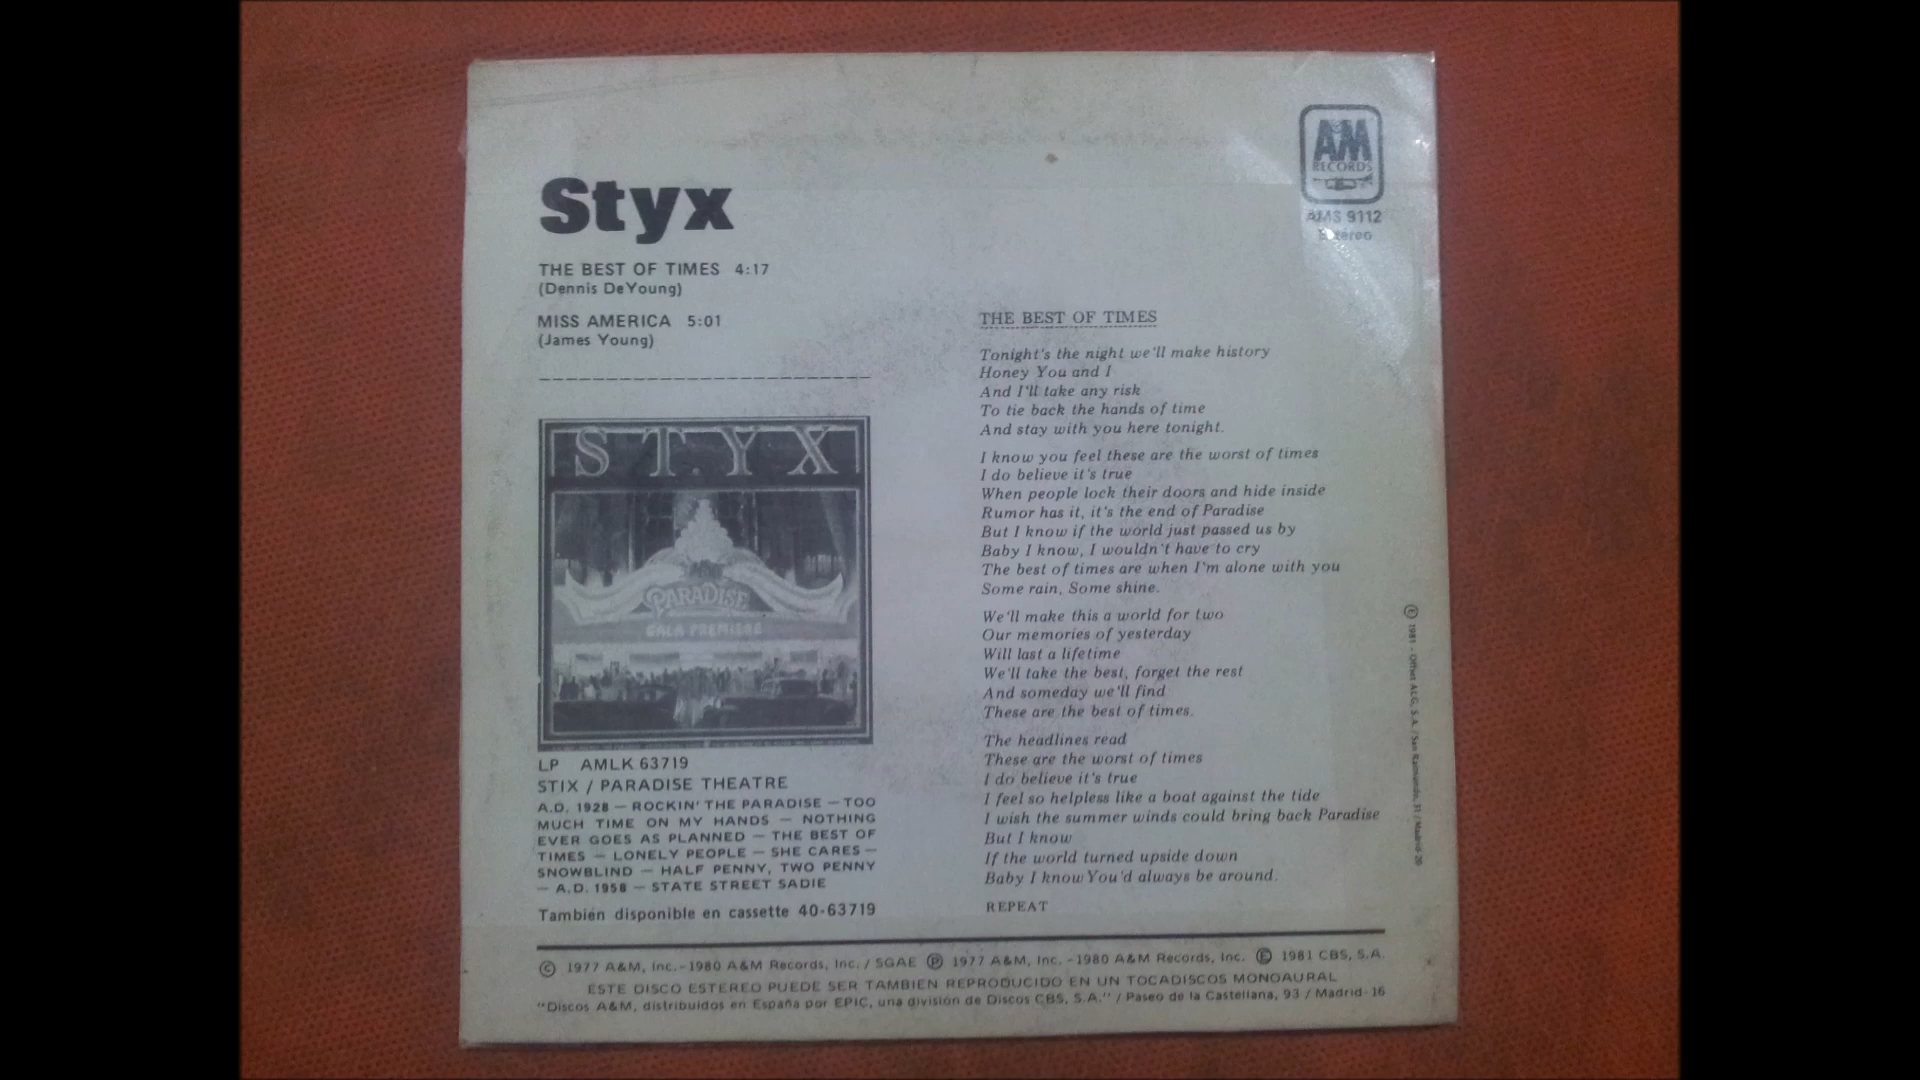 AM
RECORDS
AMS 9112
Estereo
Styx
THE BEST OF TIMES 4:17
(Dennis DeYoung)
MISS AMERICA 5:01
(James Young)
STYX
PARADISE
GALA PREMIERE
LP AMLK 63719
STIX / PARADISE THEATRE
A.D. 1928 — ROCKIN' THE PARADISE — TOO
MUCH TIME ON MY HANDS — NOTHING
EVER GOES AS PLANNED — THE BEST OF
TIMES — LONELY PEOPLE — SHE CARES —
SNOWBLIND — HALF PENNY, TWO PENNY
— A.D. 1958 — STATE STREET SADIE
También disponible en cassette 40-63719
THE BEST OF TIMES
Tonight's the night we'll make history
Honey You and I
And I'll take any risk
To tie back the hands of time
And stay with you here tonight.
I know you feel these are the worst of times
I do believe it's true
When people lock their doors and hide inside
Rumor has it, it's the end of Paradise
But I know if the world just passed us by
Baby I know, I wouldn't have to cry
The best of times are when I'm alone with you
Some rain, Some shine.
We'll make this a world for two
Our memories of yesterday
Will last a lifetime
We'll take the best, forget the rest
And someday we'll find
These are the best of times.
The headlines read
These are the worst of times
I do believe it's true
I feel so helpless like a boat against the tide
I wish the summer winds could bring back Paradise
But I know
If the world turned upside down
Baby I know You'd always be around.
REPEAT
Ⓔ 1981 - Offset ALG, S.A. / San Raimundo, / Madrid-20
© 1977 A&M, Inc.-1980 A&M Records, Inc. / SGAE Ⓟ 1977 A&M, Inc. -1980 A&M Records, Inc. Ⓔ 1981 CBS, S.A.
ESTE DISCO ESTEREO PUEDE SER TAMBIEN REPRODUCIDO EN UN TOCADISCOS MONOAURAL
"Discos A&M, distribuidos en España por EPIC, una división de Discos CBS, S.A." / Paseo de la Castellana, 93 / Madrid-16